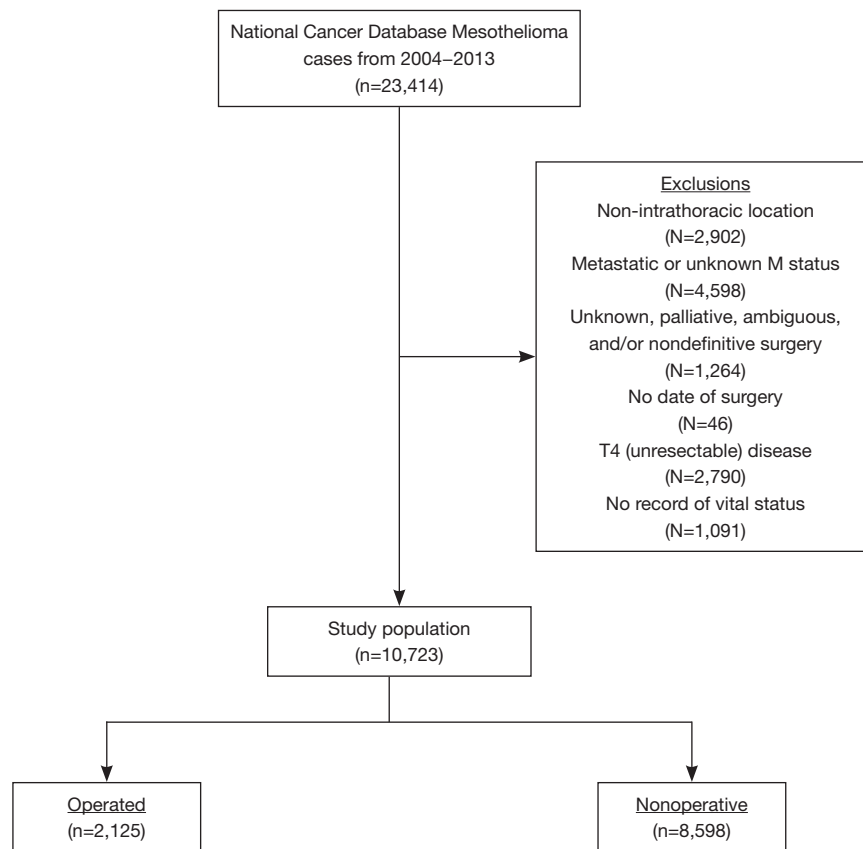 National Cancer Database Mesothelioma
cases from 2004–2013
(n=23,414)
Exclusions
Non-intrathoracic location
(N=2,902)
Metastatic or unknown M status
(N=4,598)
Unknown, palliative, ambiguous,
and/or nondefinitive surgery
(N=1,264)
No date of surgery
(N=46)
T4 (unresectable) disease
(N=2,790)
No record of vital status
(N=1,091)
Study population
(n=10,723)
Operated
(n=2,125)
Nonoperative
(n=8,598)